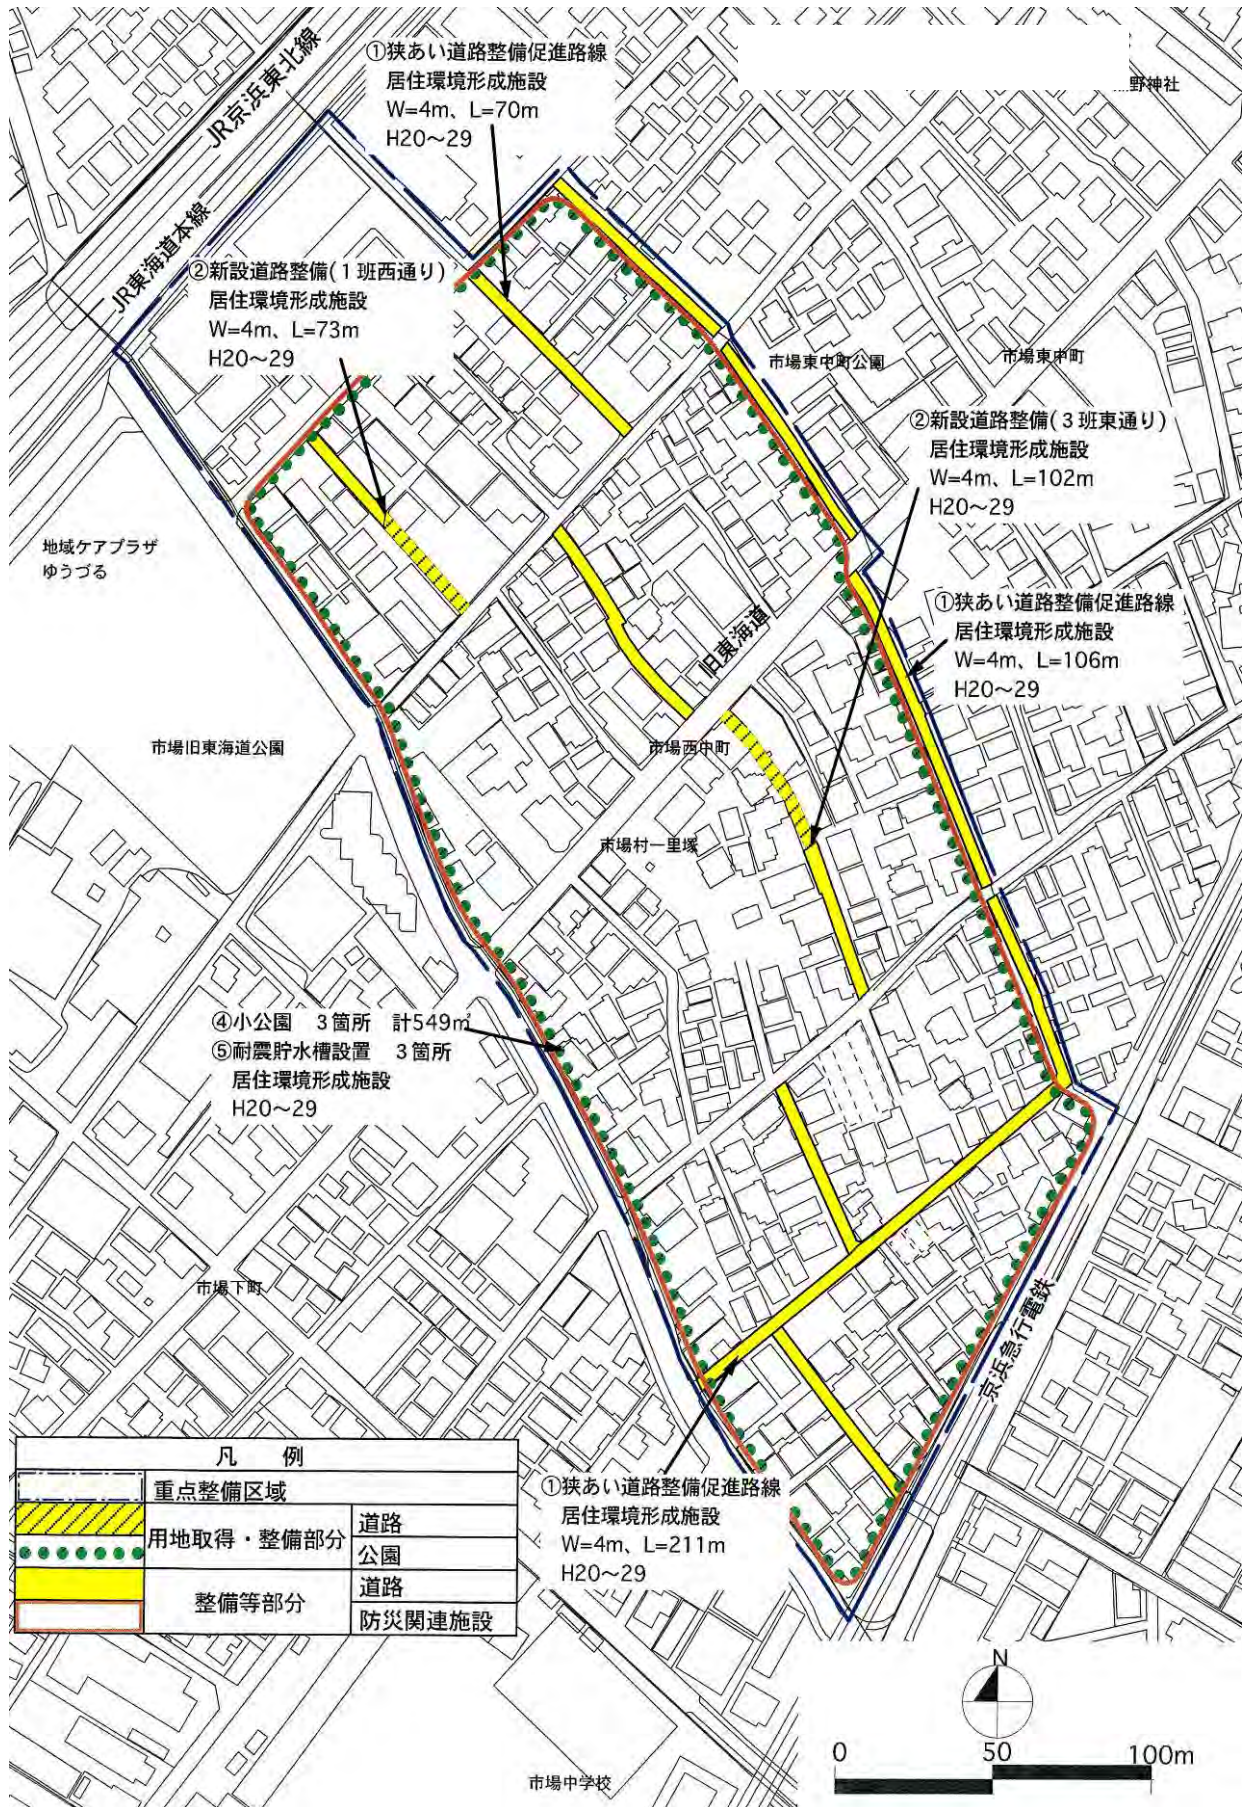 ①狭あい道路整備促進路線
居住環境形成施設
W=4m、L=70m
H20～29
野神社
JR京浜東北線
JR東海道本線
②新設道路整備(1班西通り)
居住環境形成施設
W=4m、L=73m
H20～29
市場東中町公園
市場東中町
②新設道路整備(3班東通り)
居住環境形成施設
W=4m、L=102m
H20～29
地域ケアプラザ
ゆうづる
①狭あい道路整備促進路線
居住環境形成施設
W=4m、L=106m
H20～29
旧東海道
市場旧東海道公園
市場西中町
市場村一里塚
④小公園　3箇所　計549㎡
⑤耐震貯水槽設置　3箇所
居住環境形成施設
H20～29
市場下町
京浜急行電鉄
凡　例
重点整備区域
用地取得・整備部分
道路
公園
整備等部分
道路
防災関連施設
①狭あい道路整備促進路線
居住環境形成施設
W=4m、L=211m
H20～29
N
0 50 100m
市場中学校